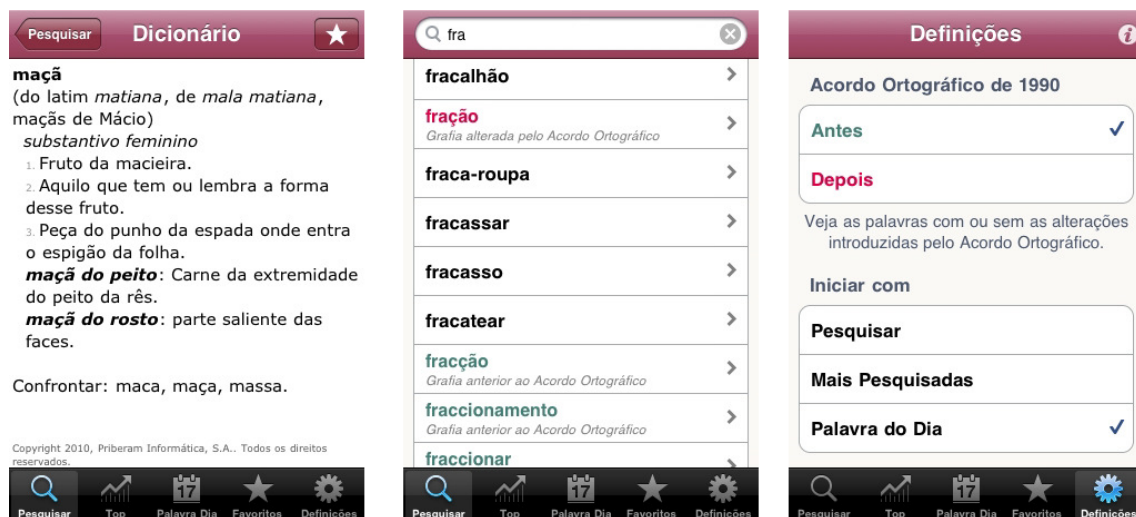 Pesquisar Dicionário
maçã
(do latim matiana, de mala matiana,
maçãs de Mácio)
substantivo feminino
1. Fruto da macieira.
2. Aquilo que tem ou lembra a forma
desse fruto.
3. Peça do punho da espada onde entra
o espigão da folha.
maçã do peito: Carne da extremidade
do peito da rês.
maçã do rosto: parte saliente das
faces.
Confrontar: maca, maça, massa.
Copyright 2010, Priberam Informática, S.A.. Todos os direitos
reservados.
17
Pesquisar Top Palavra Dia Favoritos Definições
fra
fracalhão
fração
Grafia alterada pelo Acordo Ortográfico
fraca-roupa
fracassar
fracasso
fracatear
fracção
Grafia anterior ao Acordo Ortográfico
fraccionamento
Grafia anterior ao Acordo Ortográfico
fraccionar
17
Pesquisar Top Palavra Dia Favoritos Definições
Definições i
Acordo Ortográfico de 1990
Antes
Depois
Veja as palavras com ou sem as alterações
introduzidas pelo Acordo Ortográfico.
Iniciar com
Pesquisar
Mais Pesquisadas
Palavra do Dia
17
Pesquisar Top Palavra Dia Favoritos Definições